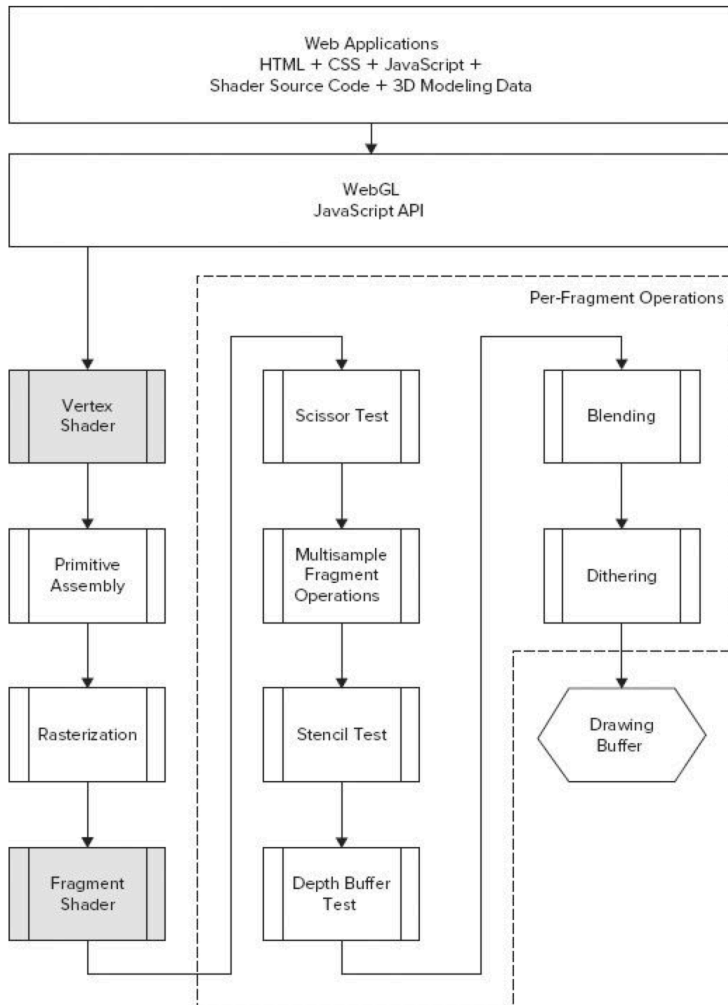 Web Applications
HTML + CSS + JavaScript +
Shader Source Code + 3D Modeling Data
WebGL
JavaScript API
Per-Fragment Operations
Vertex
Shader
Primitive
Assembly
Rasterization
Fragment
Shader
Scissor Test
Multisample
Fragment
Operations
Stencil Test
Depth Buffer
Test
Blending
Dithering
Drawing
Buffer